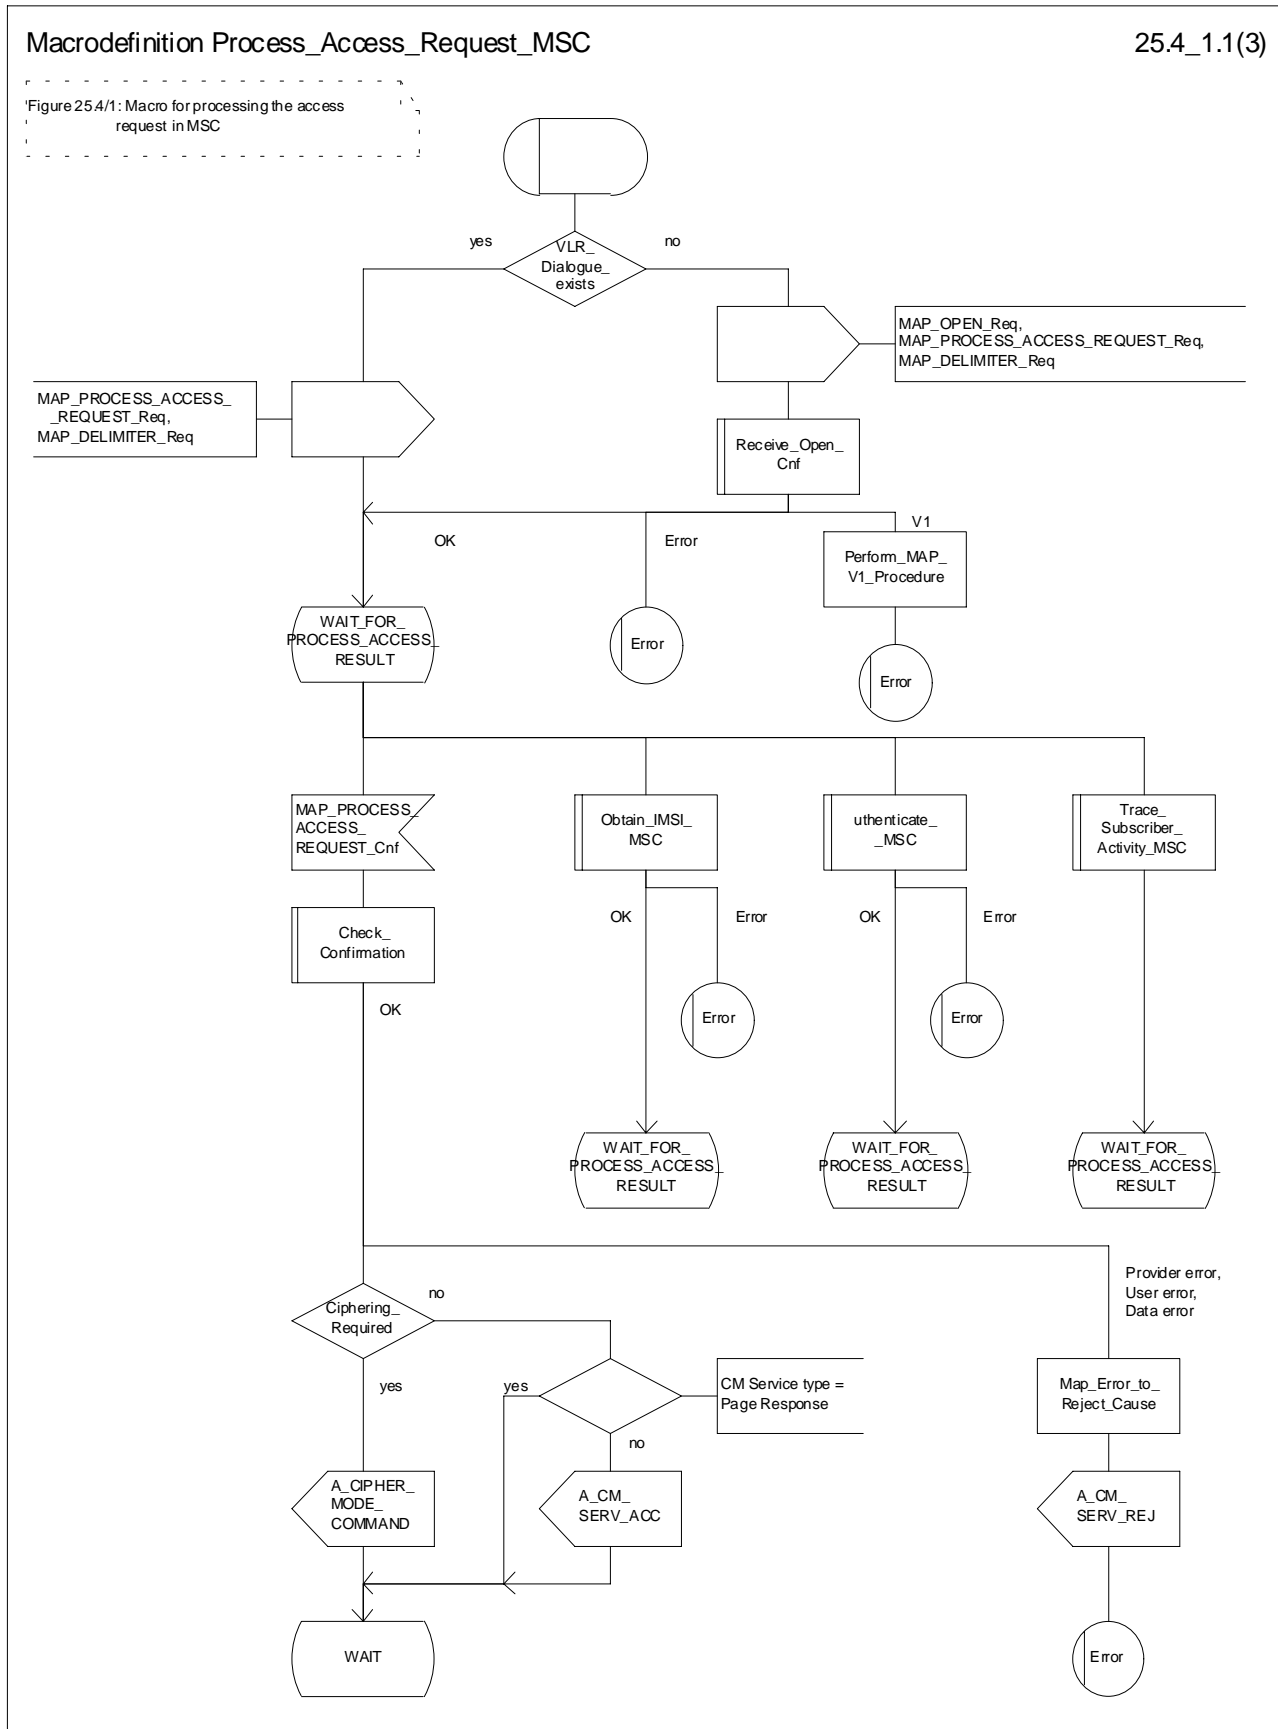 Macrodefinition Process_Access_Request_MSC
25.4_1.1(3)
Figure 25.4/1: Macro for processing the access
request in MSC
yes
VLR_
Dialogue_
exists
no
MAP_OPEN_Req,
MAP_PROCESS_ACCESS_REQUEST_Req,
MAP_DELIMITER_Req
MAP_PROCESS_ACCESS_
_REQUEST_Req,
MAP_DELIMITER_Req
Receive_Open_
Cnf
OK
Error
V1
Perform_MAP_
V1_Procedure
WAIT_FOR_
PROCESS_ACCESS_
RESULT
Error
Error
MAP_PROCESS_
ACCESS_
REQUEST_Cnf
Obtain_IMSI_
MSC
uthenticate_
_MSC
Trace_
Subscriber_
Activity_MSC
Check_
Confirmation
OK
Error
OK
Error
OK
Error
Error
WAIT_FOR_
PROCESS_ACCESS_
RESULT
WAIT_FOR_
PROCESS_ACCESS_
RESULT
WAIT_FOR_
PROCESS_ACCESS_
RESULT
Provider error,
User error,
Data error
Ciphering_
Required
no
yes
yes
CM Service type =
Page Response
no
Map_Error_to_
Reject_Cause
A_CIPHER_
MODE_
COMMAND
A_CM_
SERV_ACC
A_CM_
SERV_REJ
WAIT
Error